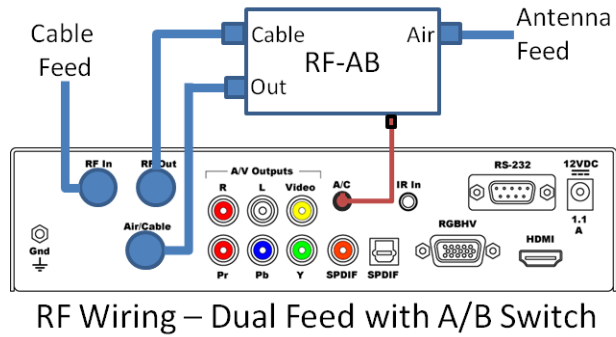 Cable
Feed
Cable
Air
RF-AB
Out
Antenna
Feed
RF In
RF Out
A/V Outputs
R
L
Video
A/C
IR In
RS-232
12VDC
1.1
A
Air/Cable
Gnd
Pr
Pb
Y
SPDIF
SPDIF
RGBHV
HDMI
RF Wiring – Dual Feed with A/B Switch